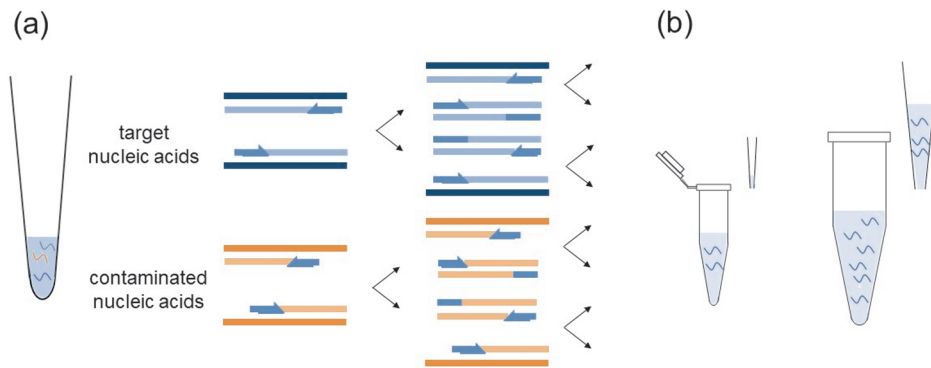 (a)
(b)
target
nucleic acids
contaminated
nucleic acids